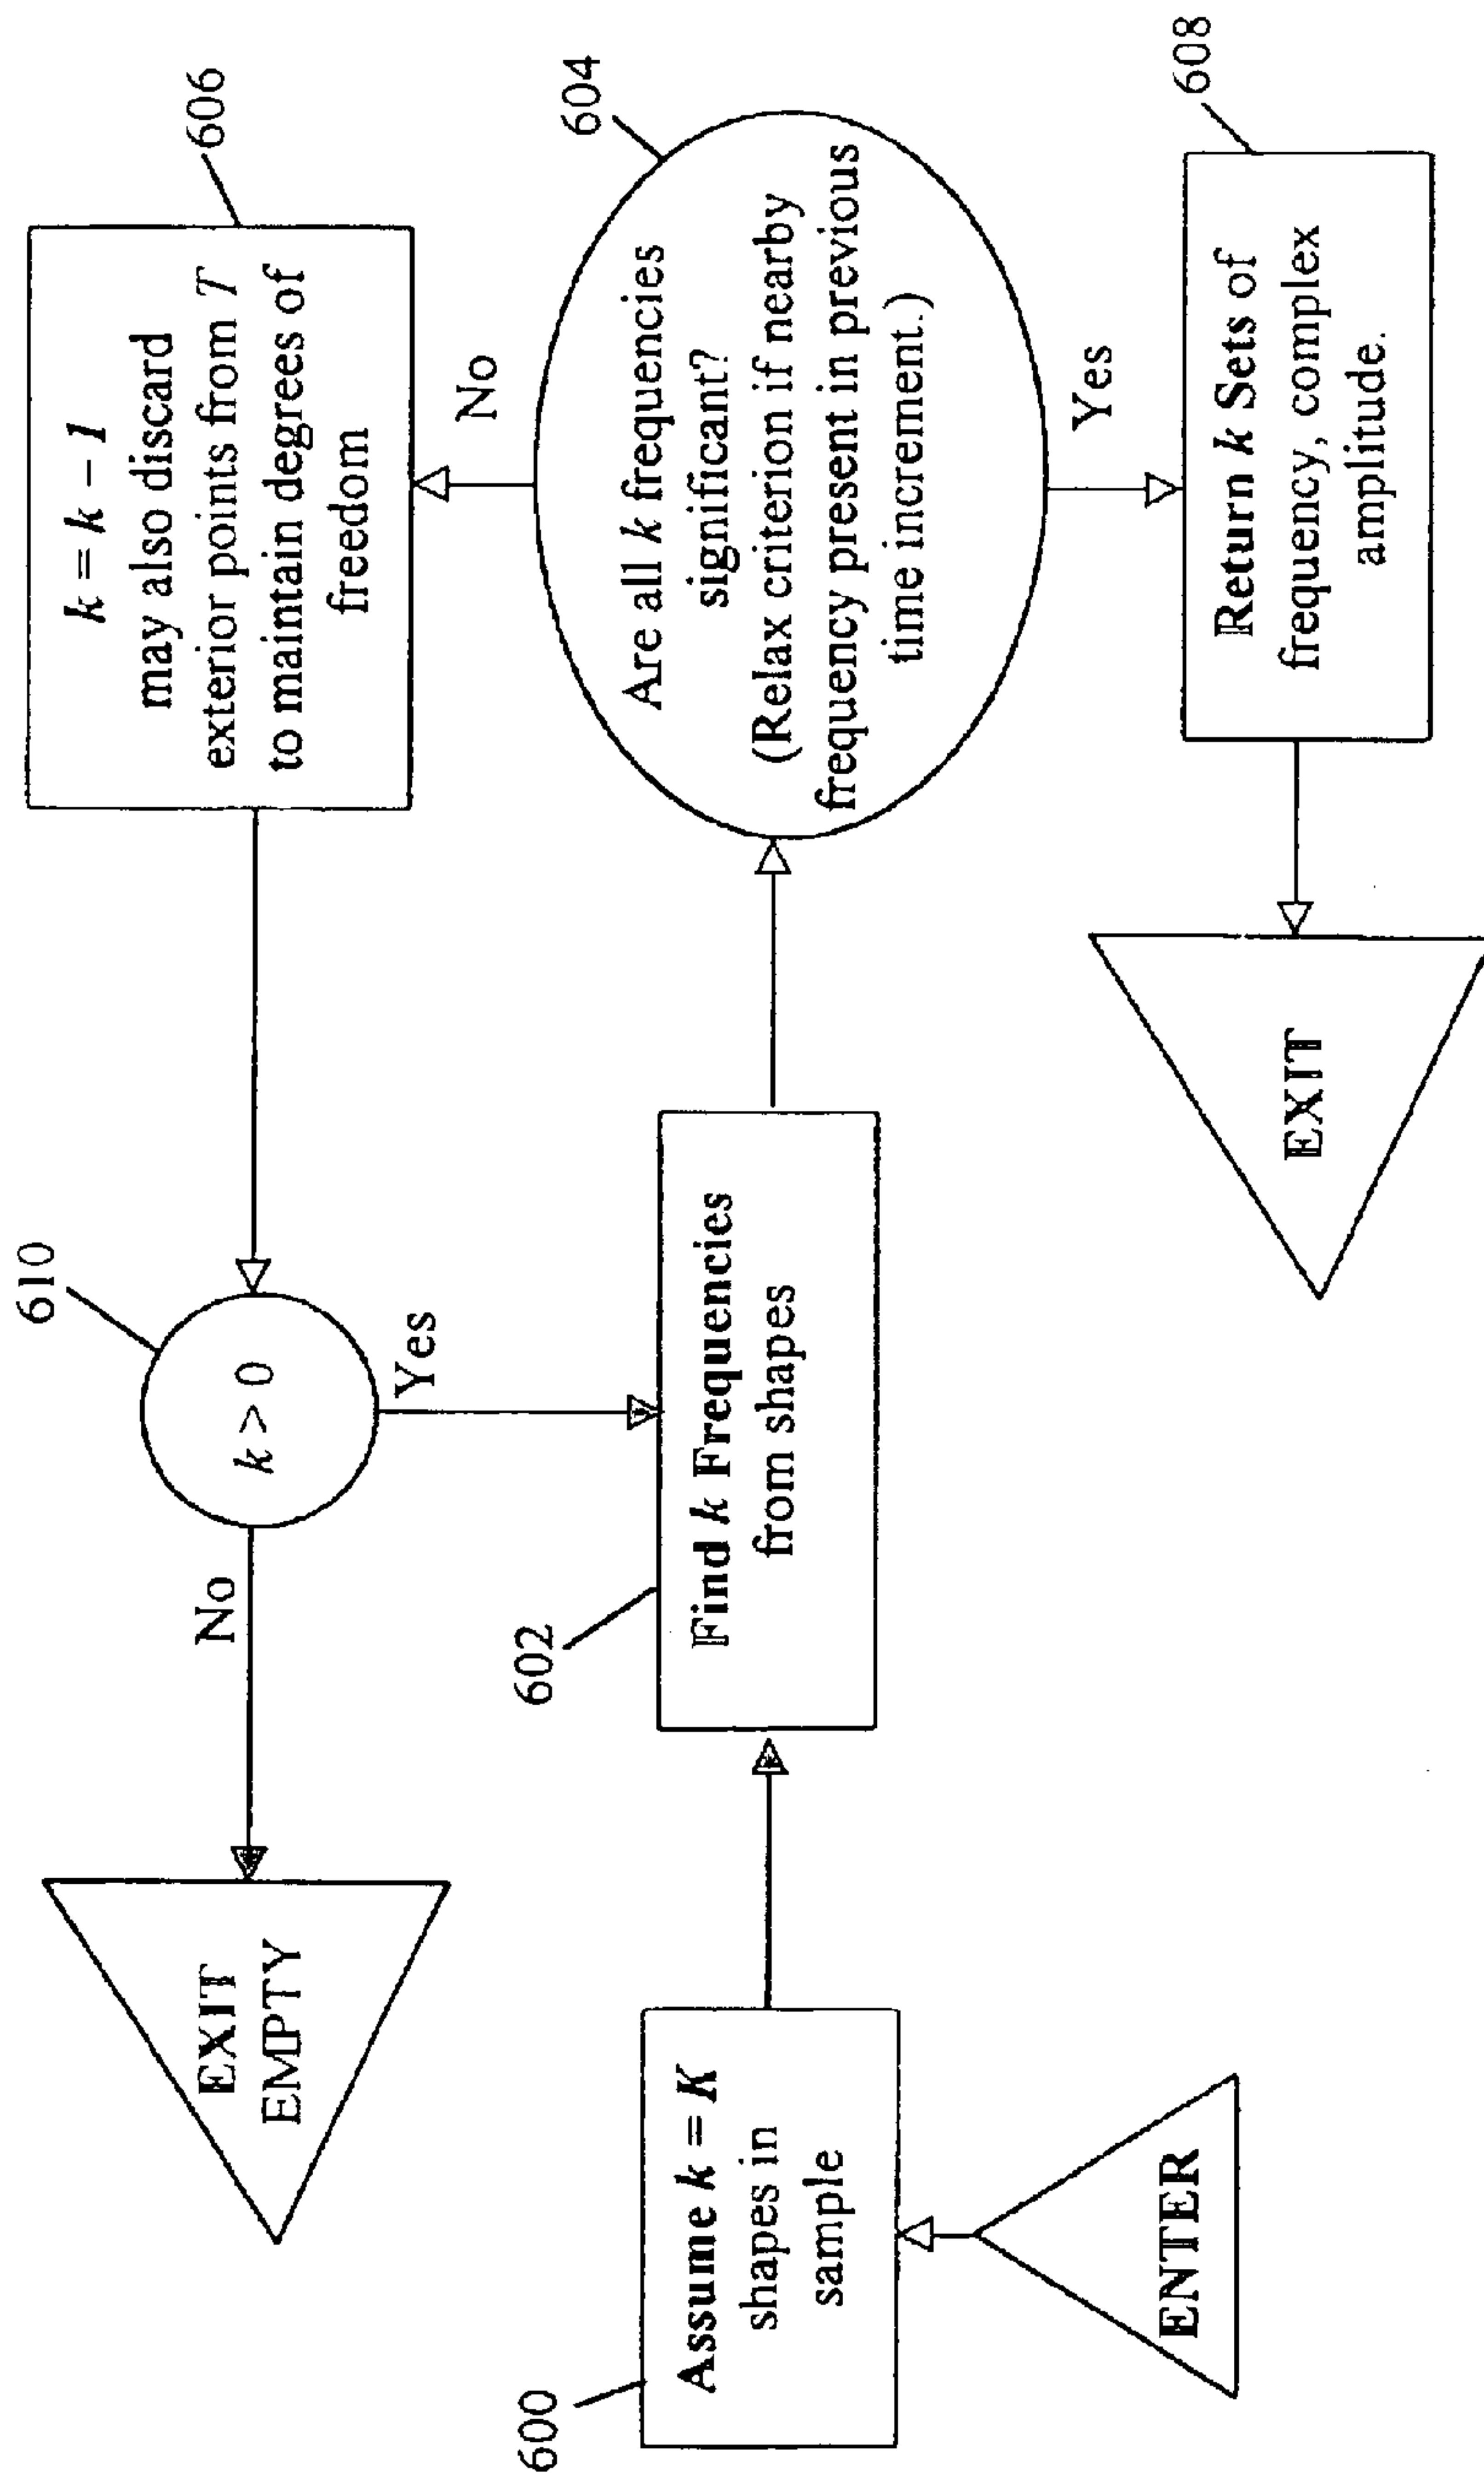 606
k = k – 1
may also discard
exterior points from T
to maintain degrees of
freedom
610
k > 0
No
Yes
EXIT
EMPTY
604
Are all k frequencies
significant?
(Relax criterion if nearby
frequency present in previous
time increment.)
No
Yes
602
Find k Frequencies
from shapes
600
Assume k = K
shapes in
sample
ENTER
608
Return k Sets of
frequency, complex
amplitude.
EXIT